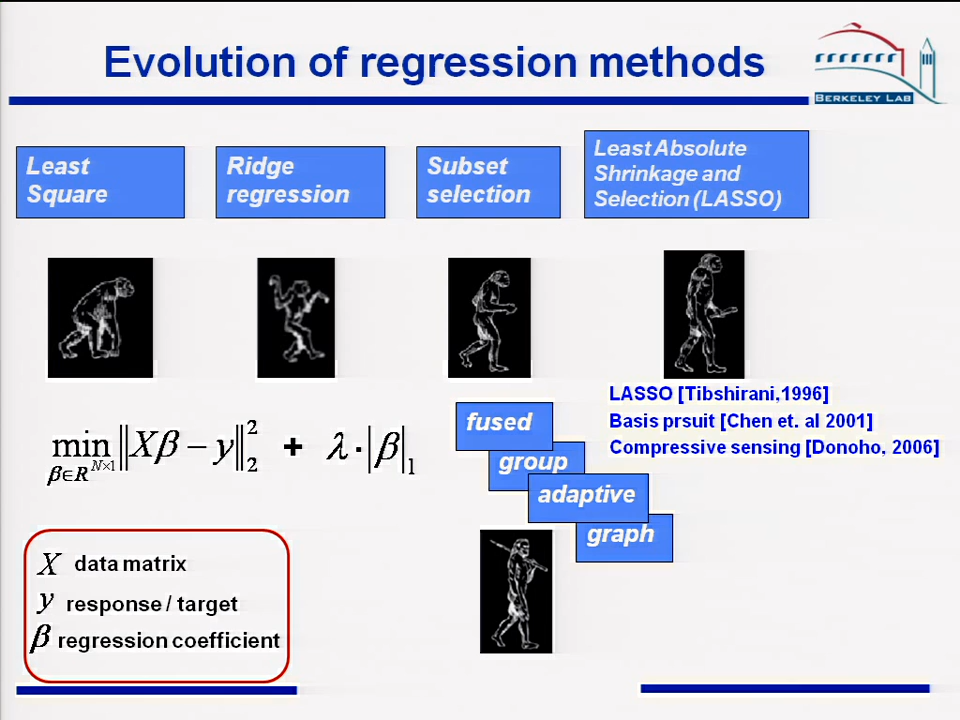 Evolution of regression methods
BERKELEY LAB
Least
Square
Ridge
regression
Subset
selection
Least Absolute
Shrinkage and
Selection (LASSO)
LASSO [Tibshirani,1996]
Basis prsuit [Chen et. al 2001]
Compressive sensing [Donoho, 2006]
fused
group
adaptive
graph
min β∈R^{N×1} ‖Xβ − y‖₂² + λ·|β|₁
X data matrix
y response / target
β regression coefficient